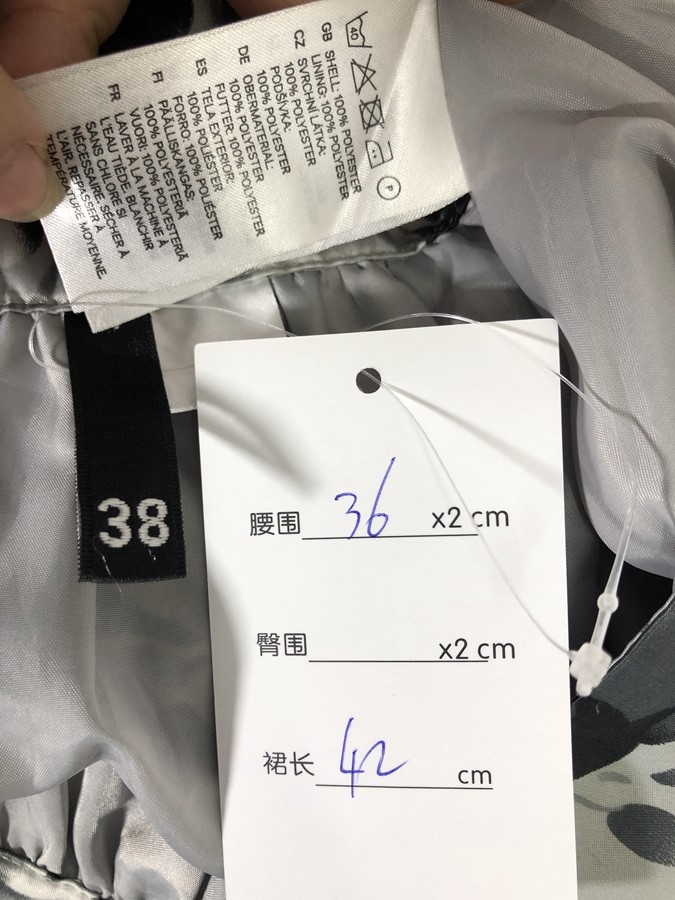 40
P
GB SHELL: 100% POLYESTER
LINING: 100% POLYESTER
CZ SVRCHNÍ LÁTKA:
100% POLYESTER
PODŠÍVKA:
100% POLYESTER
DE OBERMATERIAL:
100% POLYESTER
FUTTER: 100% POLYESTER
ES TELA EXTERIOR:
100% POLIÉSTER
FORRO: 100% POLIÉSTER
FI PÄÄLLISKANGAS:
100% POLYESTERIÄ
VUORI: 100% POLYESTERIÄ
FR LAVER À LA MACHINE À
L'EAU TIÈDE. BLANCHIR
SANS CHLORE SI
NÉCESSAIRE. SÉCHER À
L'AIR. REPASSER À
TEMPÉRATURE MOYENNE.
38
腰围 36 x2 cm
臀围 x2 cm
裙长 42 cm